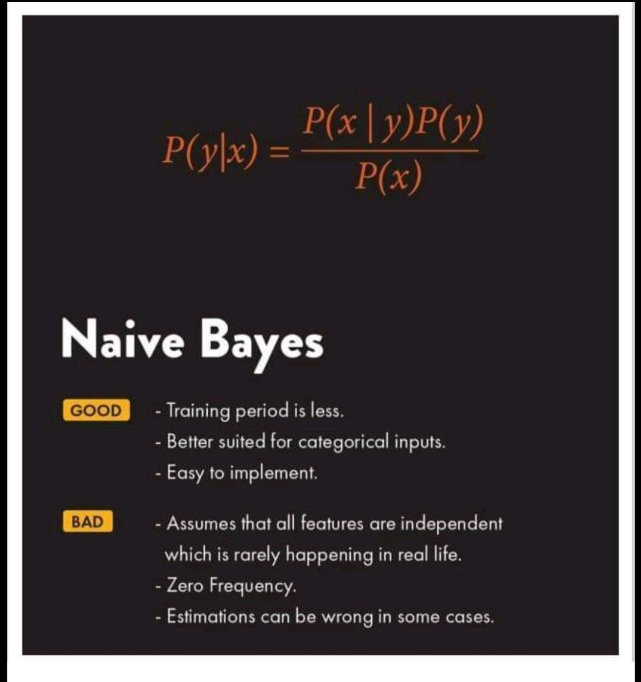 P(y|x) = P(x | y)P(y)
P(x)
Naive Bayes
GOOD - Training period is less.
- Better suited for categorical inputs.
- Easy to implement.
BAD - Assumes that all features are independent
which is rarely happening in real life.
- Zero Frequency.
- Estimations can be wrong in some cases.